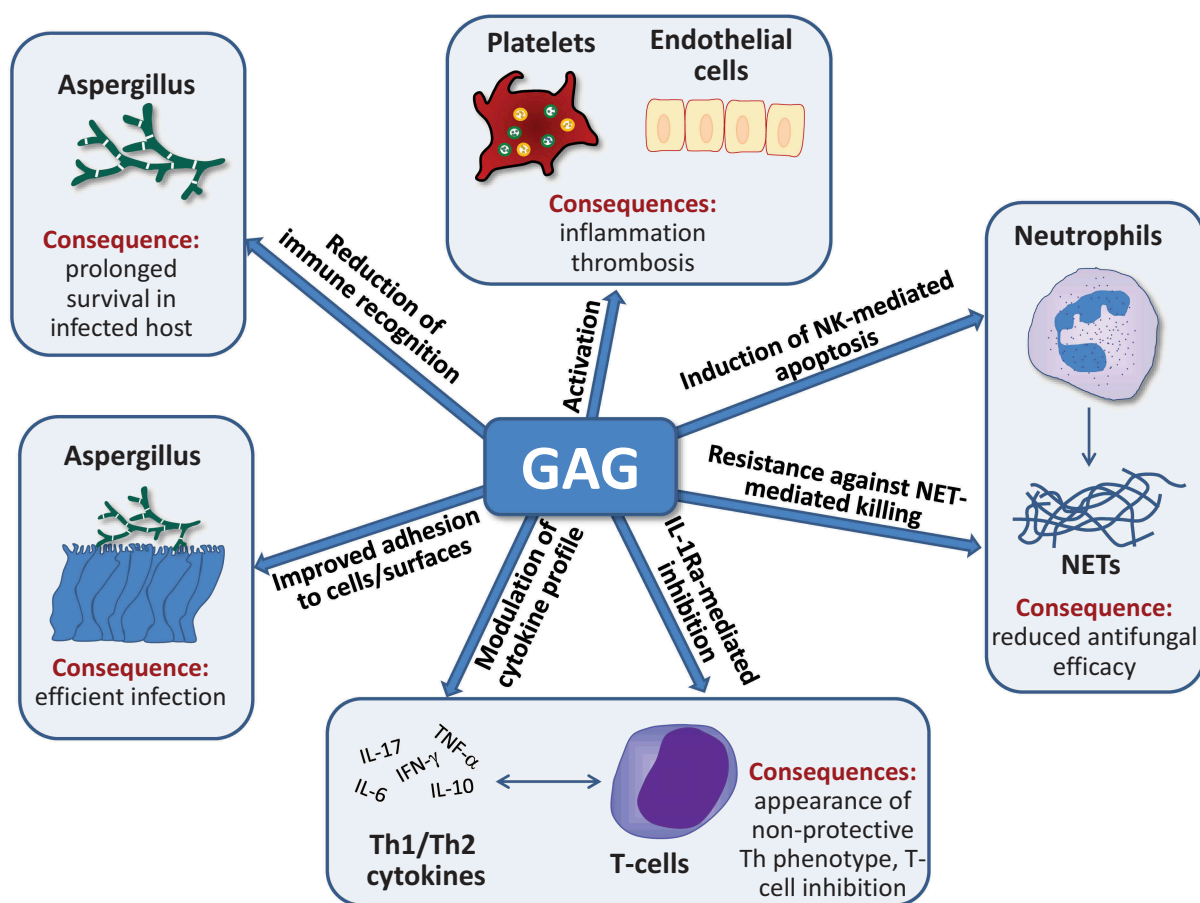 Aspergillus
Consequence:
prolonged
survival in
infected host
Platelets
Endothelial
cells
Consequences:
inflammation
thrombosis
Neutrophils
NETs
Consequence:
reduced antifungal
efficacy
Reduction of
immune recognition
Activation
Induction of NK-mediated
apoptosis
GAG
Resistance against NET-
mediated killing
Improved adhesion
to cells/surfaces
Modulation of
cytokine profile
IL-1Ra-mediated
inhibition
Aspergillus
Consequence:
efficient infection
IL-17
IFN-γ
TNF-α
IL-6
IL-10
Th1/Th2
cytokines
T-cells
Consequences:
appearance of
non-protective
Th phenotype, T-
cell inhibition